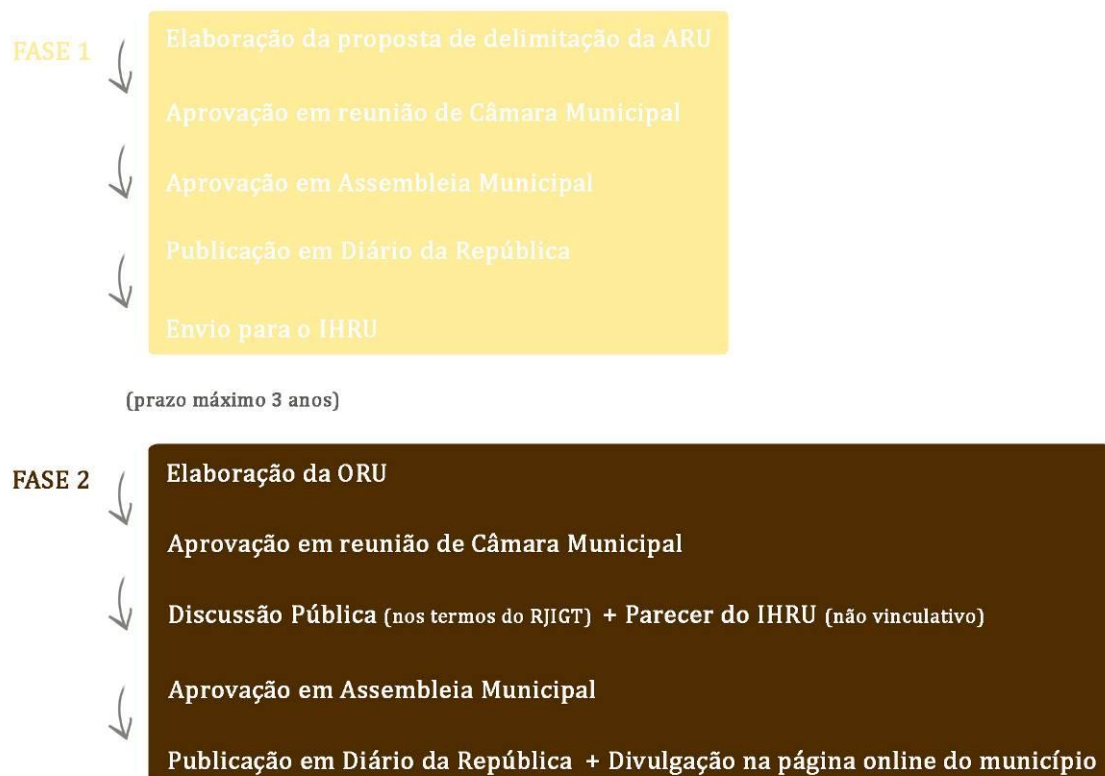 FASE 1
Elaboração da proposta de delimitação da ARU
Aprovação em reunião de Câmara Municipal
Aprovação em Assembleia Municipal
Publicação em Diário da República
Envio para o IHRU
(prazo máximo 3 anos)
FASE 2
Elaboração da ORU
Aprovação em reunião de Câmara Municipal
Discussão Pública (nos termos do RJIGT) + Parecer do IHRU (não vinculativo)
Aprovação em Assembleia Municipal
Publicação em Diário da República + Divulgação na página online do município